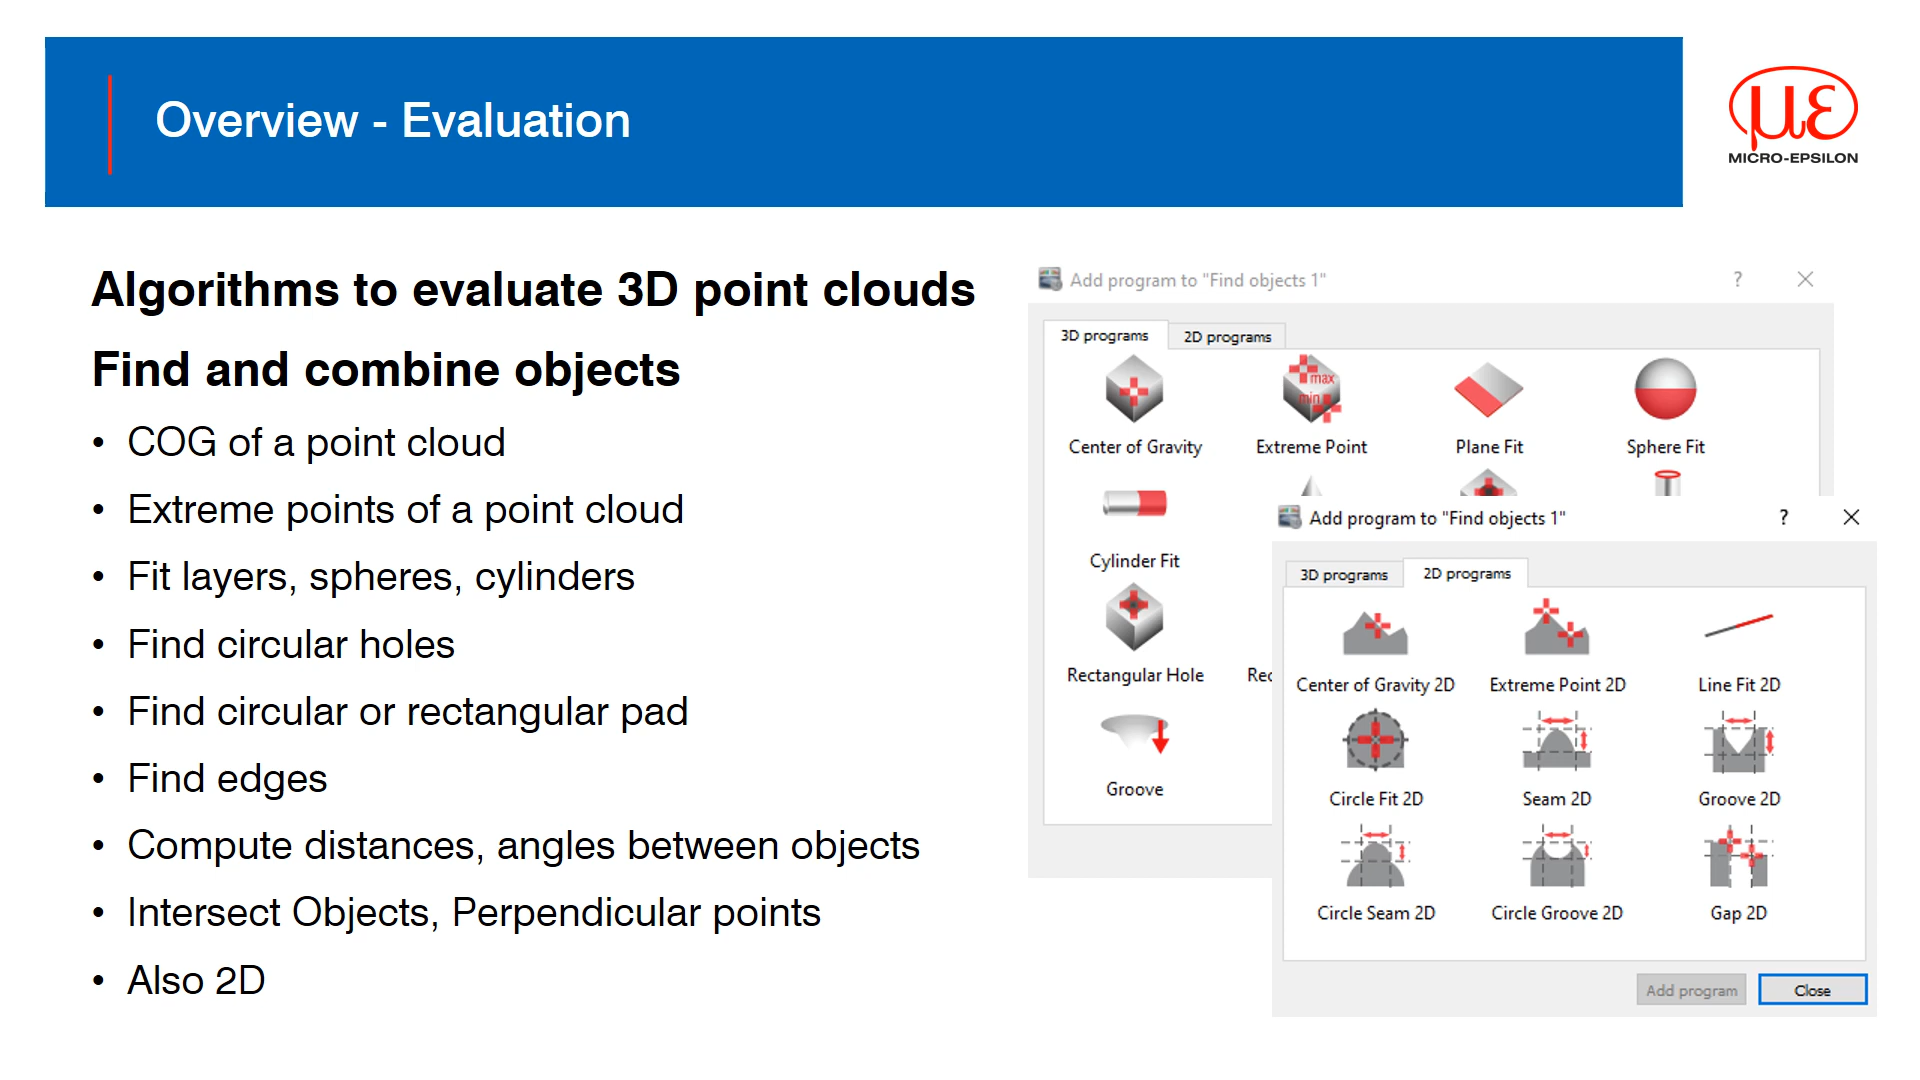 Overview - Evaluation
με
MICRO-EPSILON
Algorithms to evaluate 3D point clouds
Find and combine objects
• COG of a point cloud
• Extreme points of a point cloud
• Fit layers, spheres, cylinders
• Find circular holes
• Find circular or rectangular pad
• Find edges
• Compute distances, angles between objects
• Intersect Objects, Perpendicular points
• Also 2D
Add program to "Find objects 1"
?
3D programs 2D programs
max
min
Center of Gravity Extreme Point Plane Fit Sphere Fit
Cylinder Fit
Rectangular Hole Rec
Groove
Add program to "Find objects 1"
?
3D programs 2D programs
Center of Gravity 2D Extreme Point 2D Line Fit 2D
Circle Fit 2D Seam 2D Groove 2D
Circle Seam 2D Circle Groove 2D Gap 2D
Add program Close